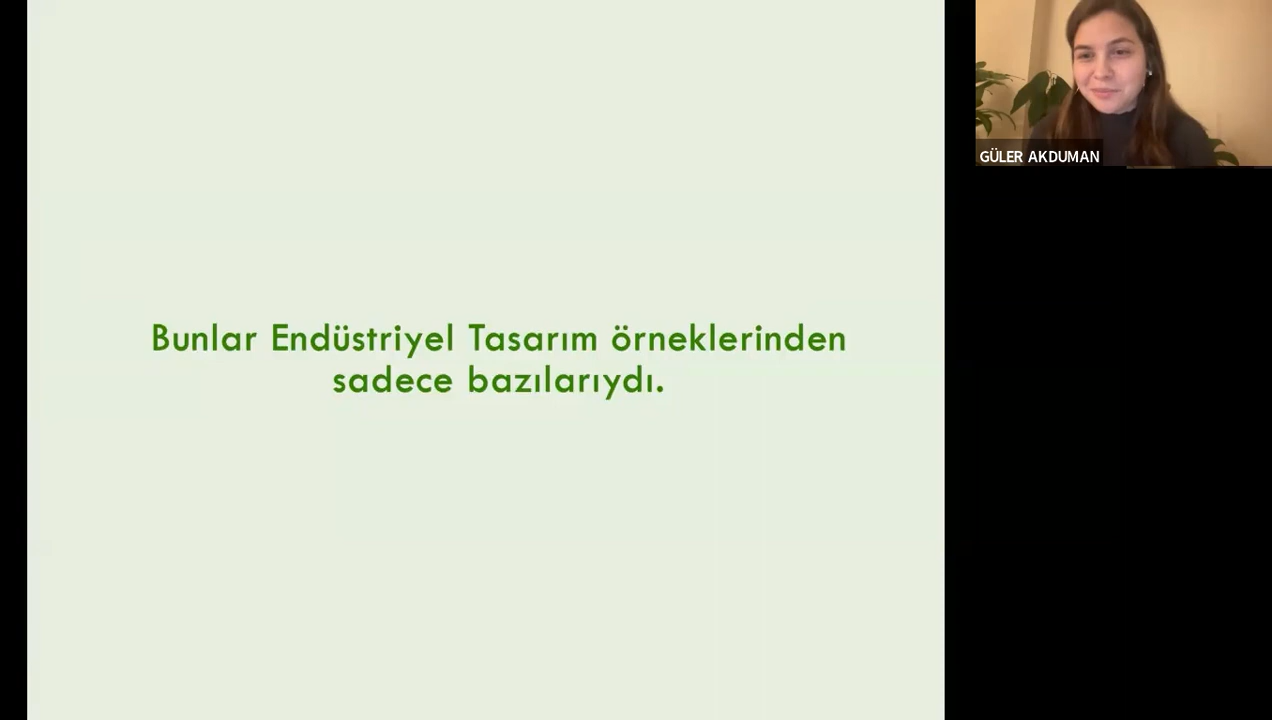 Bunlar Endüstriyel Tasarım örneklerinden
sadece bazılarıydı.
GÜLER AKDUMAN